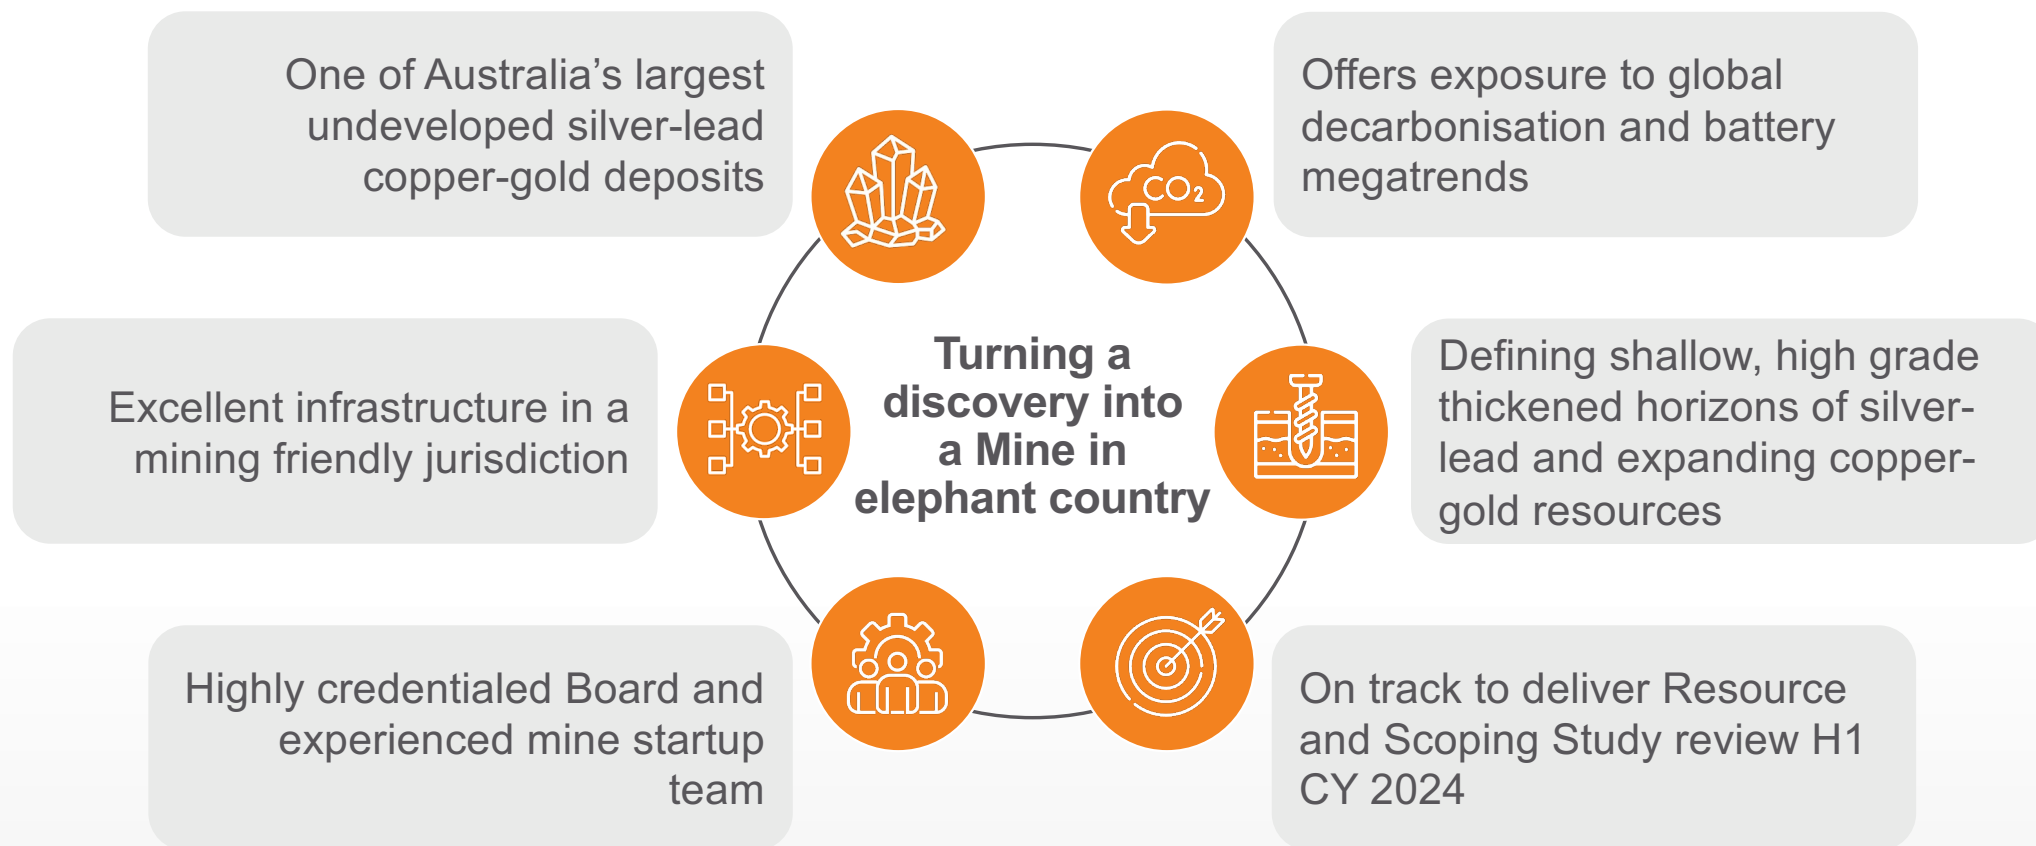 One of Australia’s largest
undeveloped silver-lead
copper-gold deposits
Offers exposure to global
decarbonisation and battery
megatrends
CO2
Excellent infrastructure in a
mining friendly jurisdiction
Turning a
discovery into
a Mine in
elephant country
Defining shallow, high grade
thickened horizons of silver-
lead and expanding copper-
gold resources
Highly credentialed Board and
experienced mine startup
team
On track to deliver Resource
and Scoping Study review H1
CY 2024